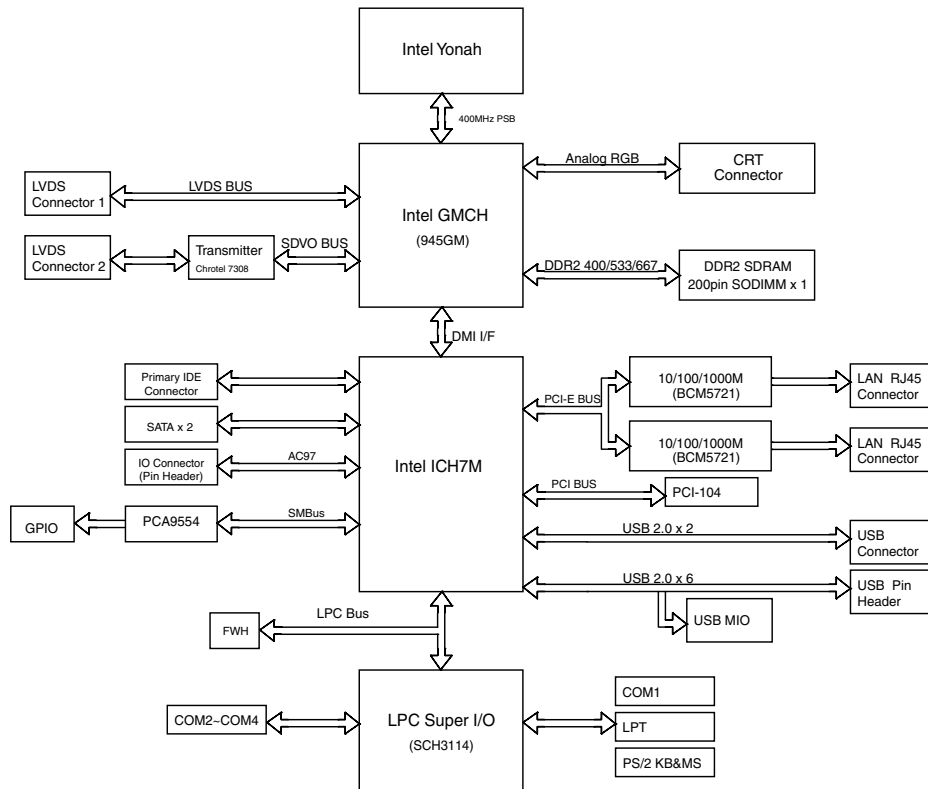 Intel Yonah
400MHz PSB
Analog RGB
CRT
Connector
LVDS
Connector 1
LVDS BUS
Intel GMCH
(945GM)
LVDS
Connector 2
Transmitter
Chrotel 7308
SDVO BUS
DDR2 400/533/667
DDR2 SDRAM
200pin SODIMM x 1
DMI I/F
Primary IDE
Connector
10/100/1000M
(BCM5721)
LAN RJ45
Connector
PCI-E BUS
SATA x 2
10/100/1000M
(BCM5721)
LAN RJ45
Connector
IO Connector
(Pin Header)
AC97
Intel ICH7M
PCI BUS
PCI-104
GPIO
PCA9554
SMBus
USB 2.0 x 2
USB
Connector
USB 2.0 x 6
USB Pin
Header
USB MIO
FWH
LPC Bus
COM2~COM4
LPC Super I/O
(SCH3114)
COM1
LPT
PS/2 KB&MS